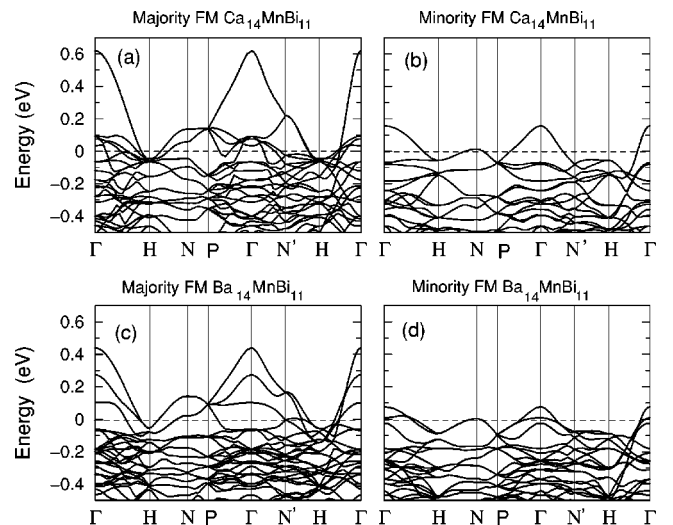 Majority FM Ca14MnBi11 Minority FM Ca14MnBi11
(a) (b)
Energy (eV)
0.6
0.4
0.2
0
−0.2
−0.4
Γ H N P Γ N' H Γ Γ H N P Γ N' H Γ
Majority FM Ba14MnBi11 Minority FM Ba14MnBi11
(c) (d)
Energy (eV)
0.6
0.4
0.2
0
−0.2
−0.4
Γ H N P Γ N' H Γ Γ H N P Γ N' H Γ